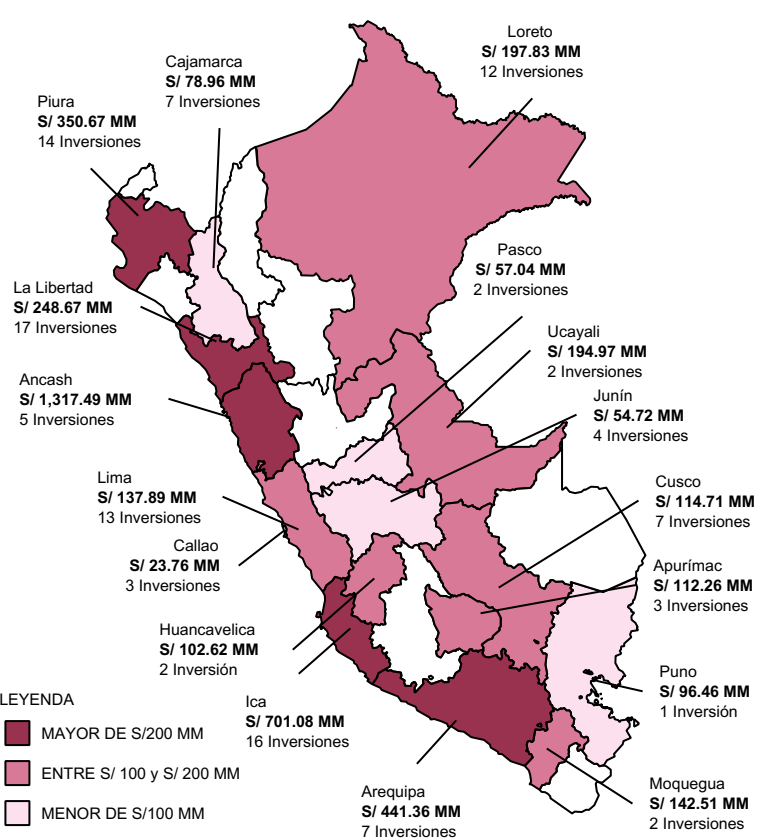 Loreto
S/ 197.83 MM
12 Inversiones
Cajamarca
S/ 78.96 MM
7 Inversiones
Piura
S/ 350.67 MM
14 Inversiones
Pasco
S/ 57.04 MM
2 Inversiones
La Libertad
S/ 248.67 MM
17 Inversiones
Ucayali
S/ 194.97 MM
2 Inversiones
Ancash
S/ 1,317.49 MM
5 Inversiones
Junín
S/ 54.72 MM
4 Inversiones
Lima
S/ 137.89 MM
13 Inversiones
Cusco
S/ 114.71 MM
7 Inversiones
Callao
S/ 23.76 MM
3 Inversiones
Apurímac
S/ 112.26 MM
3 Inversiones
Huancavelica
S/ 102.62 MM
2 Inversión
Puno
S/ 96.46 MM
1 Inversión
Ica
S/ 701.08 MM
16 Inversiones
Moquegua
S/ 142.51 MM
2 Inversiones
Arequipa
S/ 441.36 MM
7 Inversiones
LEYENDA
MAYOR DE S/200 MM
ENTRE S/ 100 y S/ 200 MM
MENOR DE S/100 MM